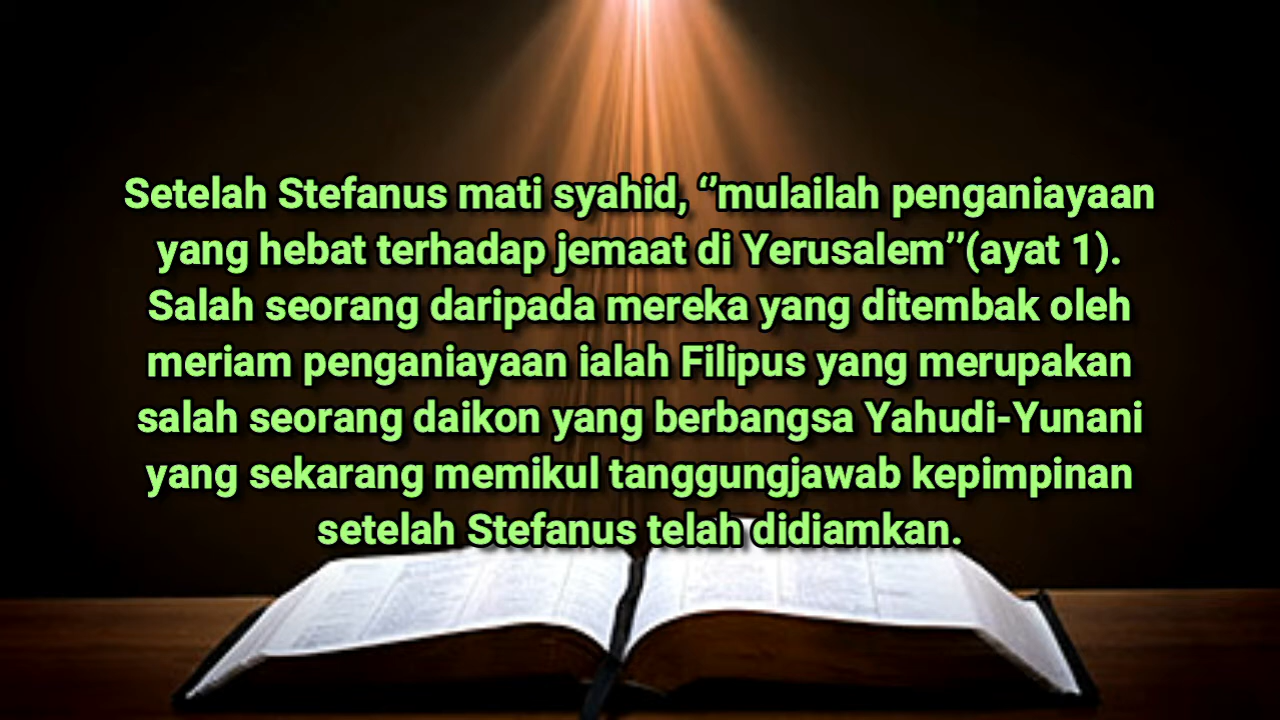 Setelah Stefanus mati syahid, ‘’mulailah penganiayaan
yang hebat terhadap jemaat di Yerusalem’’(ayat 1).
Salah seorang daripada mereka yang ditembak oleh
meriam penganiayaan ialah Filipus yang merupakan
salah seorang daikon yang berbangsa Yahudi-Yunani
yang sekarang memikul tanggungjawab kepimpinan
setelah Stefanus telah didiamkan.